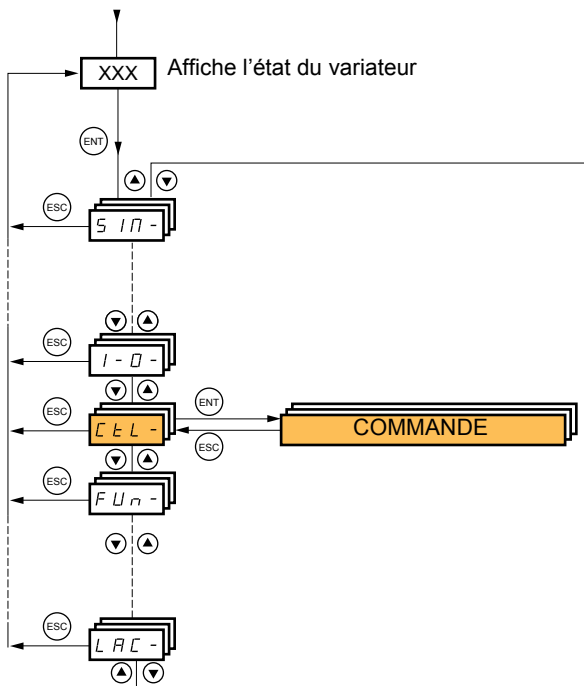 XXX Affiche l'état du variateur
ENT
ESC
SIM-
ESC
I-O-
ESC
CtL-
ENT
COMMANDE
ESC
ESC
FUn-
ESC
LAC-